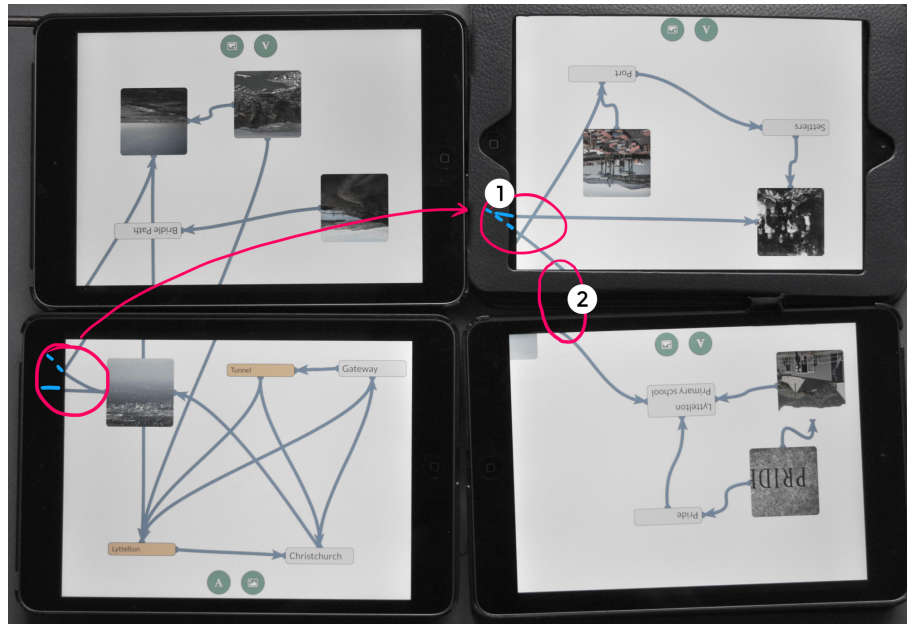 V
V
Port
Settlers
Bridle Path
1
2
Tunnel
Gateway
V
Lyttelton
Primary school
PRIDE
Pride
Lyttelton
Christchurch
A